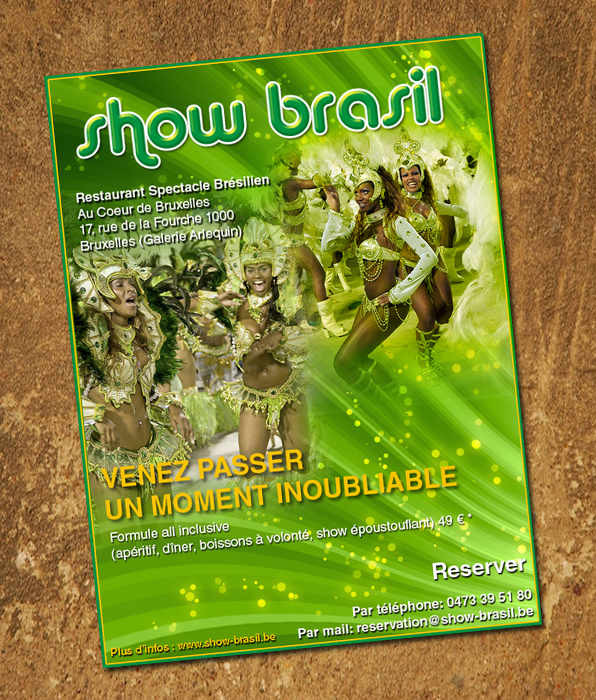 show brasil
Restaurant Spectacle Brésilien
Au Coeur de Bruxelles
17, rue de la Fourche 1000
Bruxelles (Galerie Arlequin)
VENEZ PASSER
UN MOMENT INOUBLIABLE
Formule all inclusive
(apéritif, dîner, boissons à volonté, show époustouflant) 49 € *
Reserver
Par téléphone: 0473 39 51 80
Par mail: reservation@show-brasil.be
Plus d'infos : www.show-brasil.be